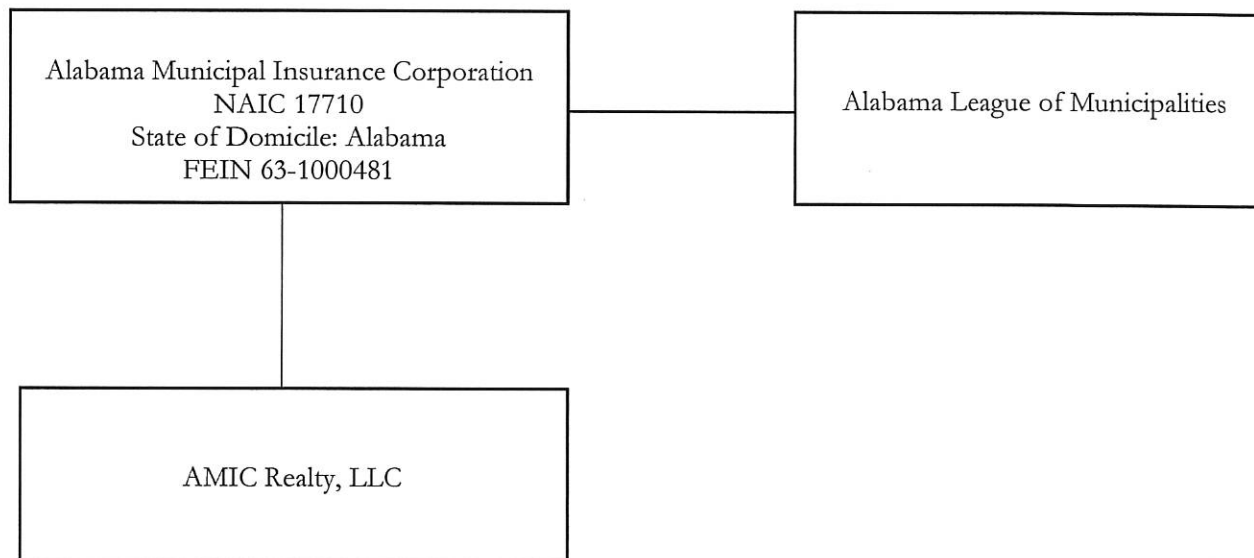 Alabama Municipal Insurance Corporation
NAIC 17710
State of Domicile: Alabama
FEIN 63-1000481
Alabama League of Municipalities
AMIC Realty, LLC